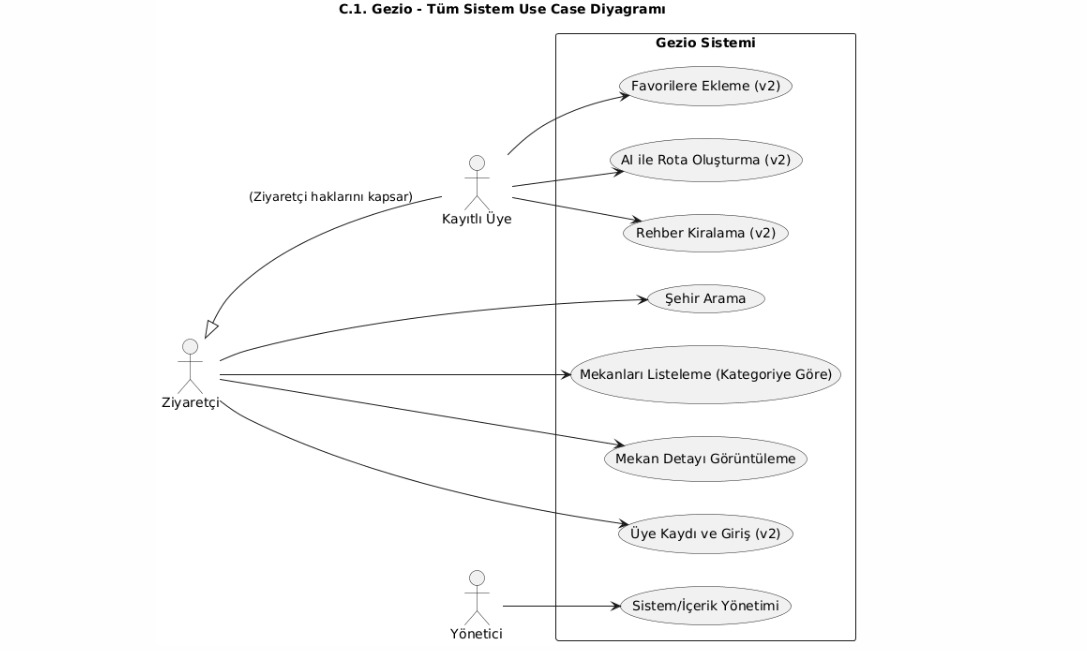 C.1. Gezio - Tüm Sistem Use Case Diyagramı
Gezio Sistemi
Favorilere Ekleme (v2)
AI ile Rota Oluşturma (v2)
(Ziyaretçi haklarını kapsar)
Kayıtlı Üye
Rehber Kiralama (v2)
Şehir Arama
Mekanları Listeleme (Kategoriye Göre)
Ziyaretçi
Mekan Detayı Görüntüleme
Üye Kaydı ve Giriş (v2)
Sistem/İçerik Yönetimi
Yönetici